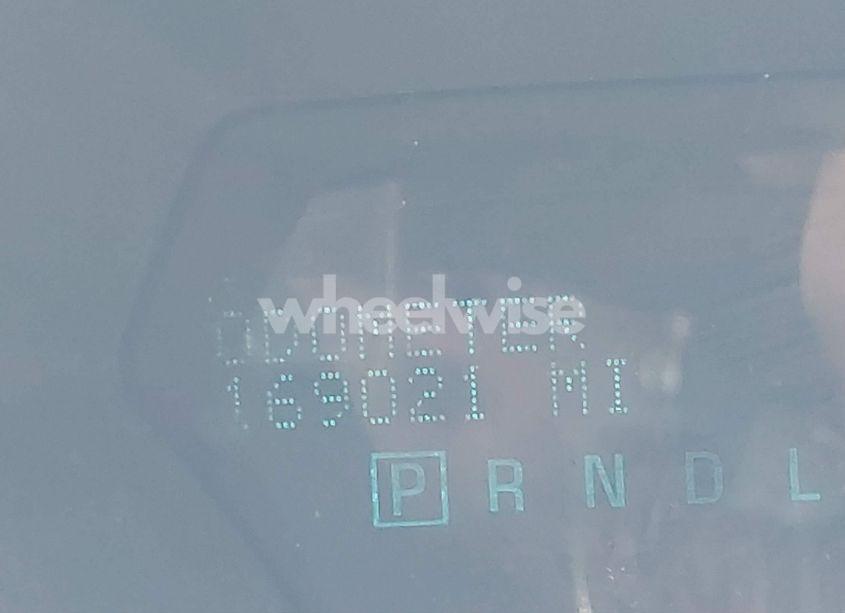 wheelwise
ODOMETER
169021 MI
P R N D L